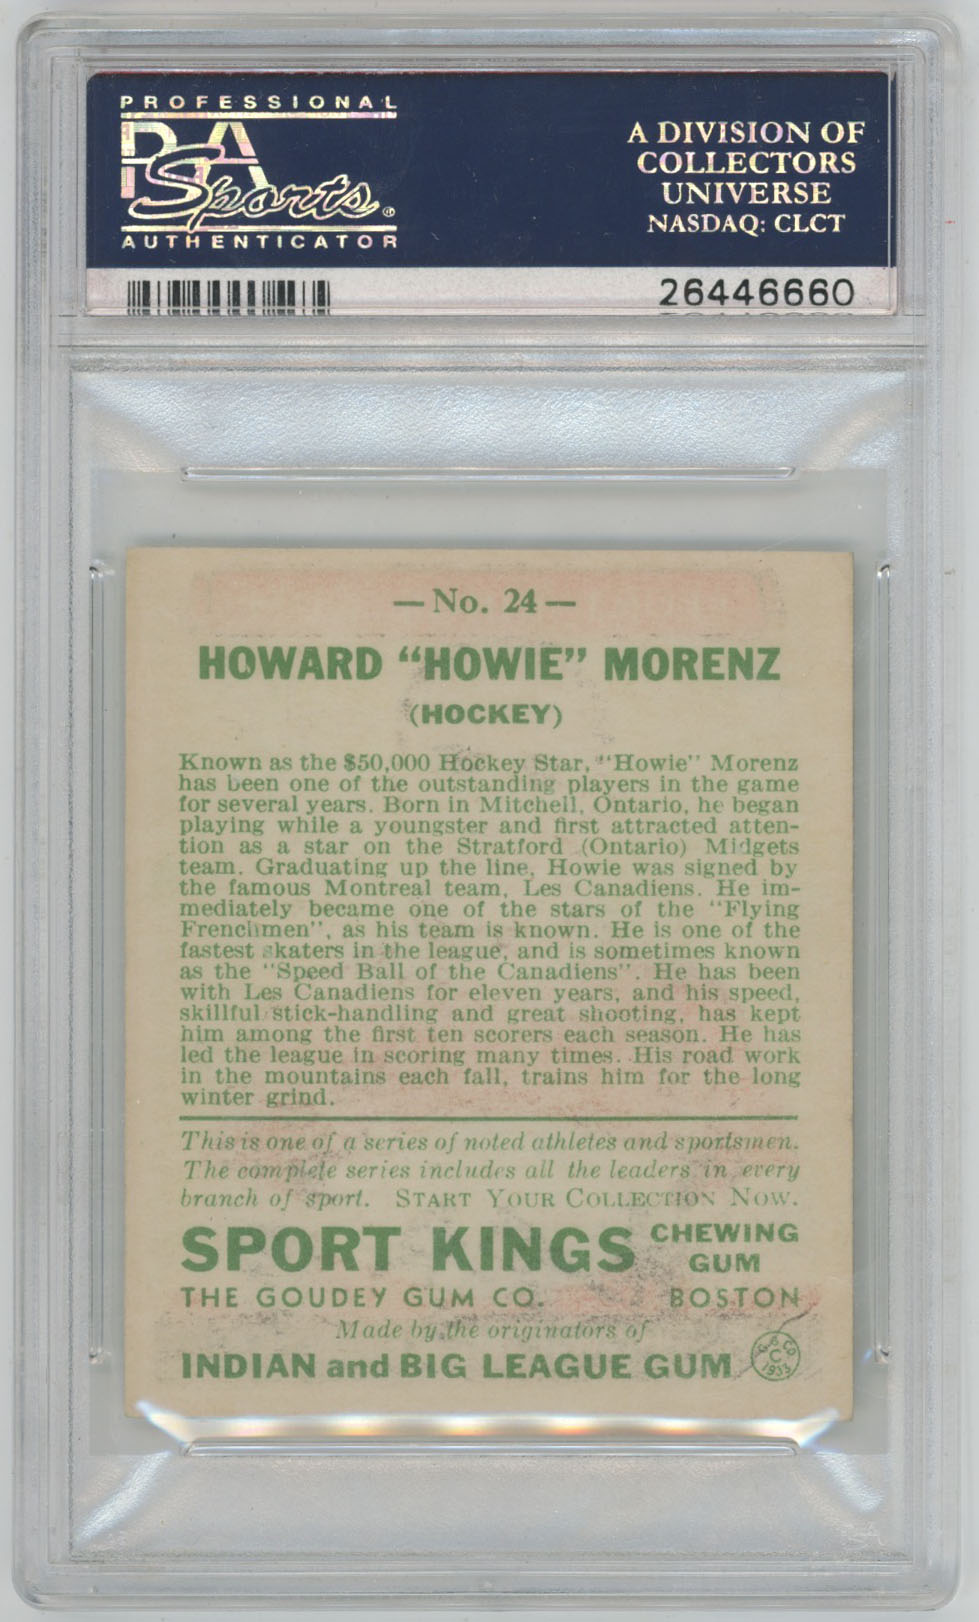 PROFESSIONAL
PSA
Sports
AUTHENTICATOR
A DIVISION OF
COLLECTORS
UNIVERSE
NASDAQ: CLCT
26446660
— No. 24 —
HOWARD "HOWIE" MORENZ
(HOCKEY)
Known as the $50,000 Hockey Star, "Howie" Morenz
has been one of the outstanding players in the game
for several years. Born in Mitchell, Ontario, he began
playing while a youngster and first attracted atten-
tion as a star on the Stratford (Ontario) Midgets
team. Graduating up the line, Howie was signed by
the famous Montreal team, Les Canadiens. He im-
mediately became one of the stars of the "Flying
Frenchmen", as his team is known. He is one of the
fastest skaters in the league, and is sometimes known
as the "Speed Ball of the Canadiens". He has been
with Les Canadiens for eleven years, and his speed,
skillful stick-handling and great shooting, has kept
him among the first ten scorers each season. He has
led the league in scoring many times. His road work
in the mountains each fall, trains him for the long
winter grind.
This is one of a series of noted athletes and sportsmen.
The complete series includes all the leaders in every
branch of sport. START YOUR COLLECTION NOW.
SPORT KINGS CHEWING GUM
THE GOUDEY GUM CO. BOSTON
Made by the originators of
INDIAN and BIG LEAGUE GUM
G. G. CO
C
1933